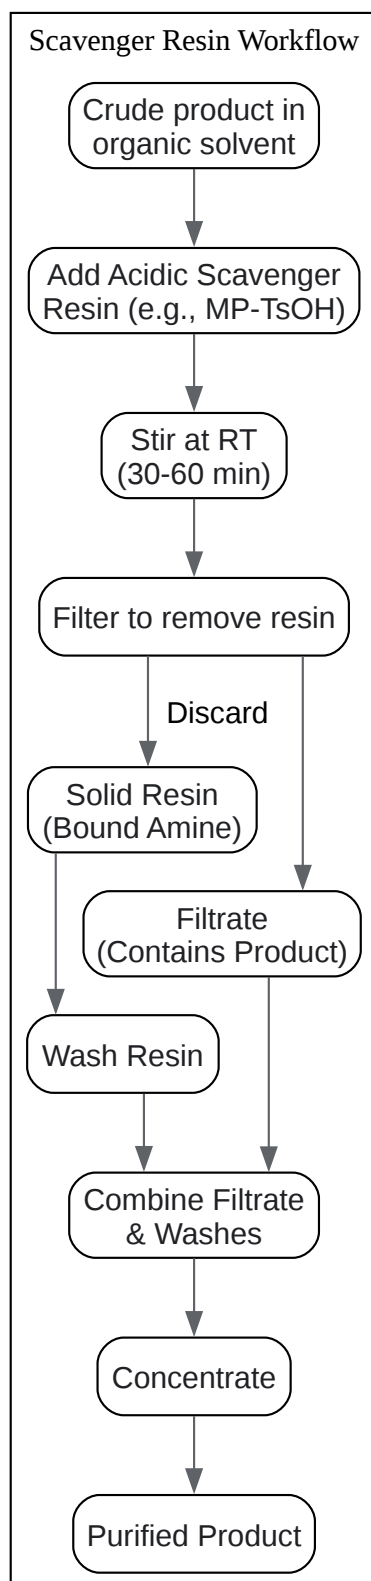 Scavenger Resin Workflow
Crude product in
organic solvent
Add Acidic Scavenger
Resin (e.g., MP-TsOH)
Stir at RT
(30-60 min)
Filter to remove resin
Discard
Solid Resin
(Bound Amine)
Filtrate
(Contains Product)
Wash Resin
Combine Filtrate
& Washes
Concentrate
Purified Product